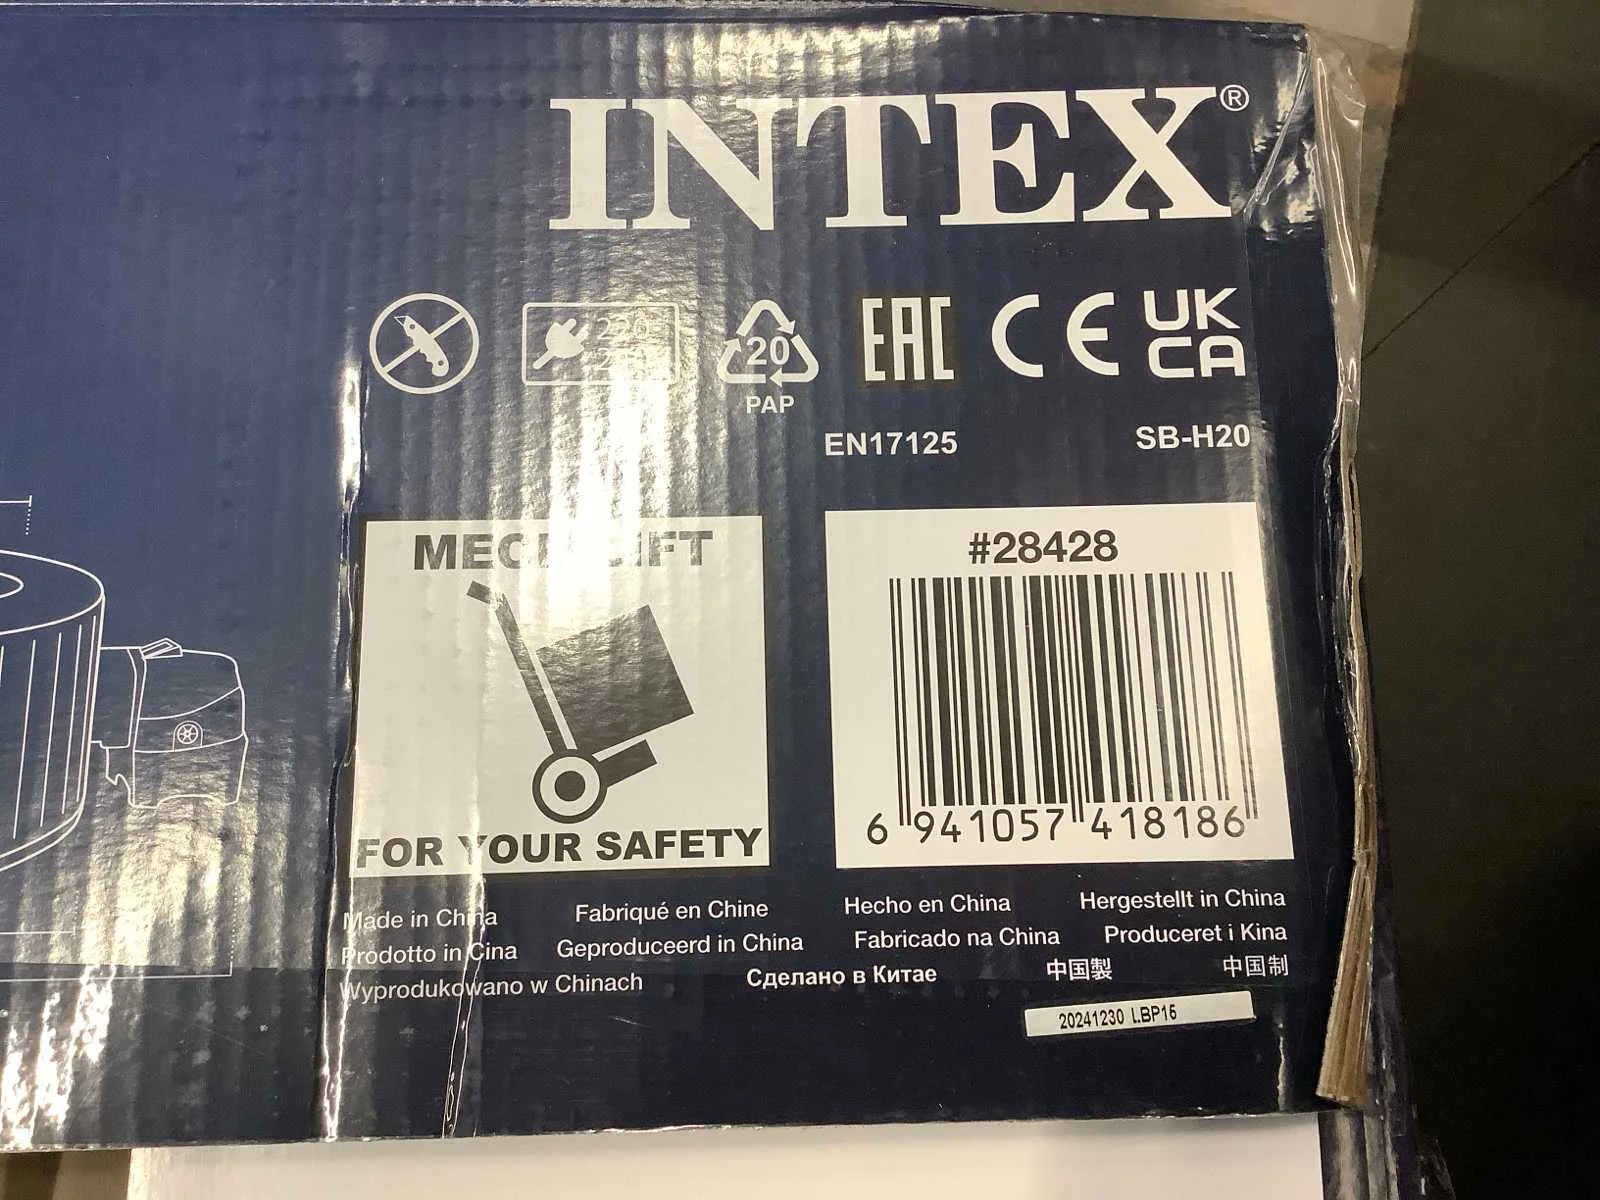 INTEX®
220
20
PAP
EAC
CE
UK
CA
EN17125
SB-H20
FOR YOUR SAFETY
#28428
6 941057 418186
Made in China Fabriqué en Chine Hecho en China Hergestellt in China
Prodotto in Cina Geproduceerd in China Fabricado na China Produceret i Kina
Wyprodukowano w Chinach Сделано в Китае 中国製 中国制
20241230 LBP15